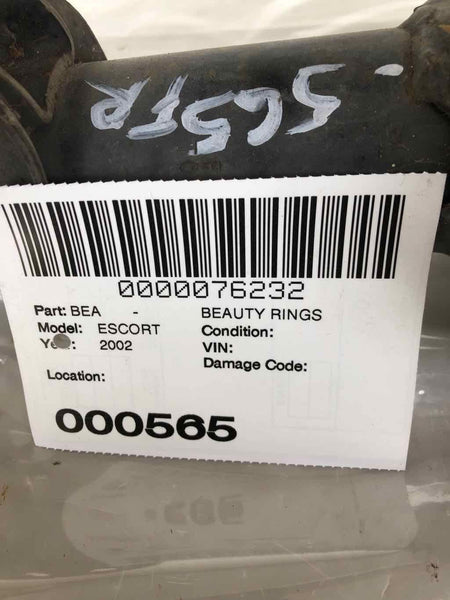 565FR
0000076232
Part: BEA - BEAUTY RINGS
Model: ESCORT Condition:
Year: 2002 VIN:
Damage Code:
Location:
000565